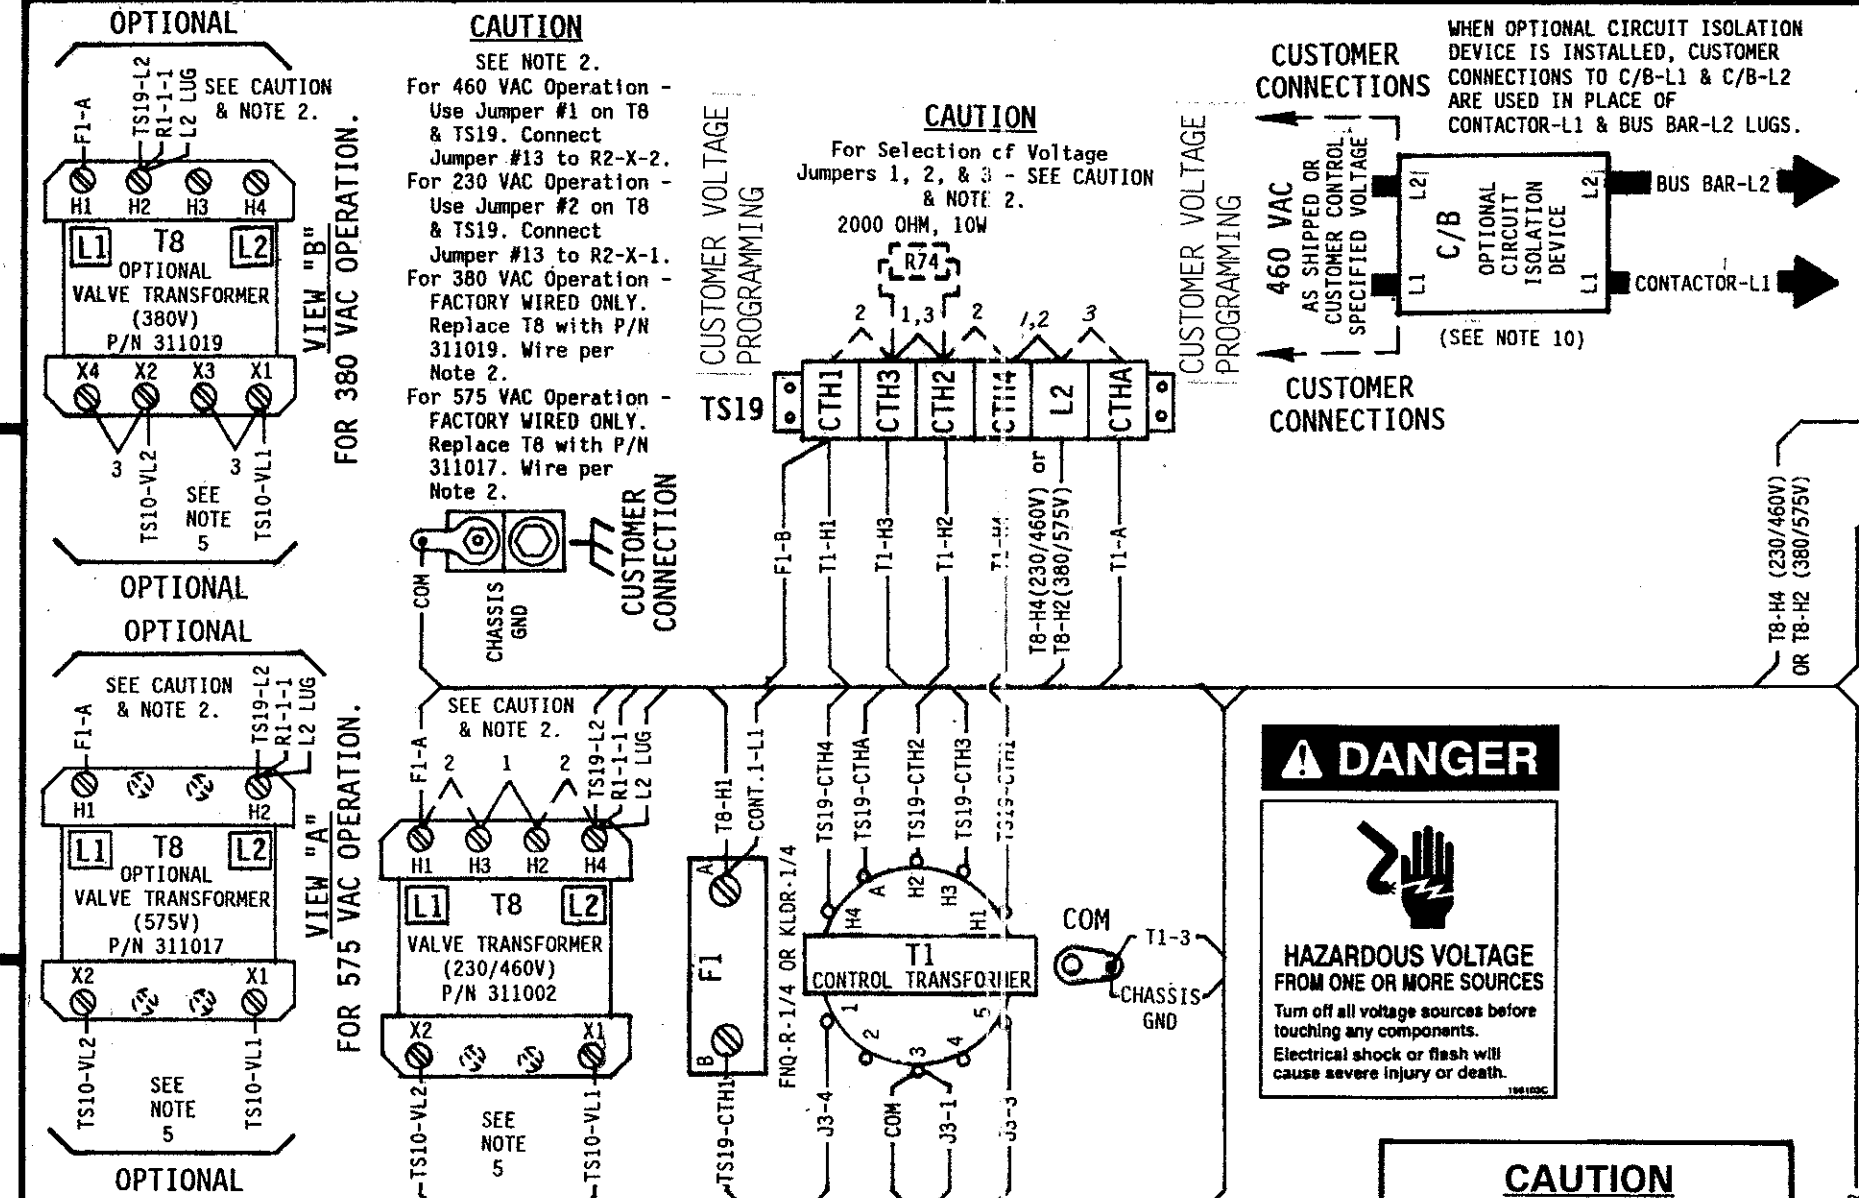 OPTIONAL
F1-A
TS19-L2
R1-1-1
L2 LUG
SEE CAUTION
& NOTE 2.
H1 H2 H3 H4
L1 T8 L2
OPTIONAL
VALVE TRANSFORMER
(380V)
P/N 311019
X4 X2 X3 X1
3 3
TS10-VL2
SEE
NOTE
5
TS10-VL1
OPTIONAL
VIEW "B"
FOR 380 VAC OPERATION.
OPTIONAL
SEE CAUTION
& NOTE 2.
F1-A
TS19-L2
R1-1-1
L2 LUG
H1 H2
L1 T8 L2
OPTIONAL
VALVE TRANSFORMER
(575V)
P/N 311017
X2 X1
TS10-VL2
SEE
NOTE
5
TS10-VL1
OPTIONAL
VIEW "A"
FOR 575 VAC OPERATION.
CAUTION
SEE NOTE 2.
For 460 VAC Operation -
Use Jumper #1 on T8
& TS19. Connect
Jumper #13 to R2-X-2.
For 230 VAC Operation -
Use Jumper #2 on T8
& TS19. Connect
Jumper #13 to R2-X-1.
For 380 VAC Operation -
FACTORY WIRED ONLY.
Replace T8 with P/N
311019. Wire per
Note 2.
For 575 VAC Operation -
FACTORY WIRED ONLY.
Replace T8 with P/N
311017. Wire per
Note 2.
COM
CHASSIS
GND
CUSTOMER
CONNECTION
SEE CAUTION
& NOTE 2.
F1-A
2 1 2
TS19-L2
R1-1-1
L2 LUG
H1 H3 H2 H4
L1 T8 L2
VALVE TRANSFORMER
(230/460V)
P/N 311002
X2 X1
TS10-VL2
SEE
NOTE
5
TS10-VL1
CUSTOMER VOLTAGE
PROGRAMMING
CAUTION
For Selection of Voltage
Jumpers 1, 2, & 3 - SEE CAUTION
& NOTE 2.
2000 OHM, 10W
R74
2 1,3 2 1,2 3
TS19
CTH1 CTH3 CTH2 CTH4 L2 CTHA
F1-B
T1-H1
T1-H3
T1-H2
T1-H4
T8-H4(230/460V) or
T8-H2(380/575V)
T1-A
CUSTOMER VOLTAGE
PROGRAMMING
T8-H1
CONT.1-L1
A
F1
B
FNQ-R-1/4 OR KLDR-1/4
TS19-CTH1
TS19-CTH4
TS19-CTHA
TS19-CTH2
TS19-CTH3
TS19-CTH1
H4 A H2 H3 H1
T1
CONTROL TRANSFORMER
1 2 3 4 5
J3-4
COM
J3-1
J3-3
COM
T1-3
CHASSIS
GND
CUSTOMER
CONNECTIONS
460 VAC
AS SHIPPED OR
CUSTOMER CONTROL
SPECIFIED VOLTAGE
CUSTOMER
CONNECTIONS
WHEN OPTIONAL CIRCUIT ISOLATION
DEVICE IS INSTALLED, CUSTOMER
CONNECTIONS TO C/B-L1 & C/B-L2
ARE USED IN PLACE OF
CONTACTOR-L1 & BUS BAR-L2 LUGS.
L2 L2
C/B
OPTIONAL
CIRCUIT
ISOLATION
DEVICE
L1 L1
BUS BAR-L2
CONTACTOR-L1
(SEE NOTE 10)
T8-H4 (230/460V)
OR T8-H2 (380/575V)
DANGER
HAZARDOUS VOLTAGE
FROM ONE OR MORE SOURCES
Turn off all voltage sources before
touching any components.
Electrical shock or flash will
cause severe injury or death.
CAUTION